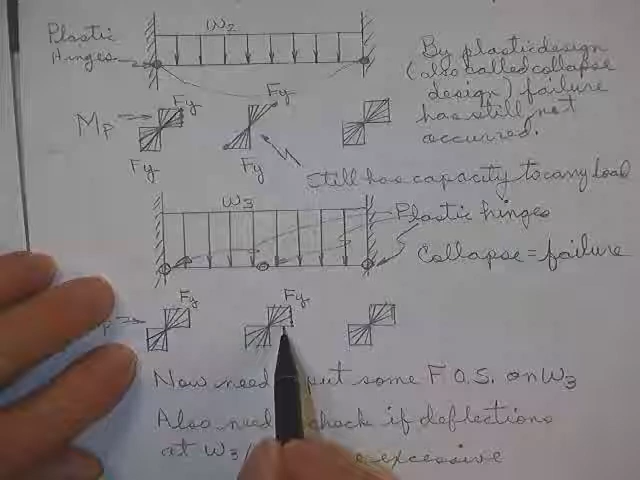 Plastic
Hinges
W2
By plastic design
(also called collapse
design) failure
has still not
occurred.
Mp
Fy
Fy
Fy
Fy
Still has capacity to carry load
W3
Plastic hinges
Collapse = failure
p
Fy
Fy
Now need put some F.O.S. on W3
Also need check if deflections
at W3/ excessive